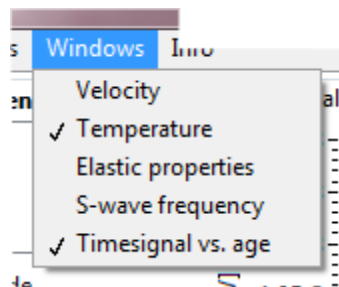 Windows Info
Velocity
✓ Temperature
Elastic properties
S-wave frequency
✓ Timesignal vs. age